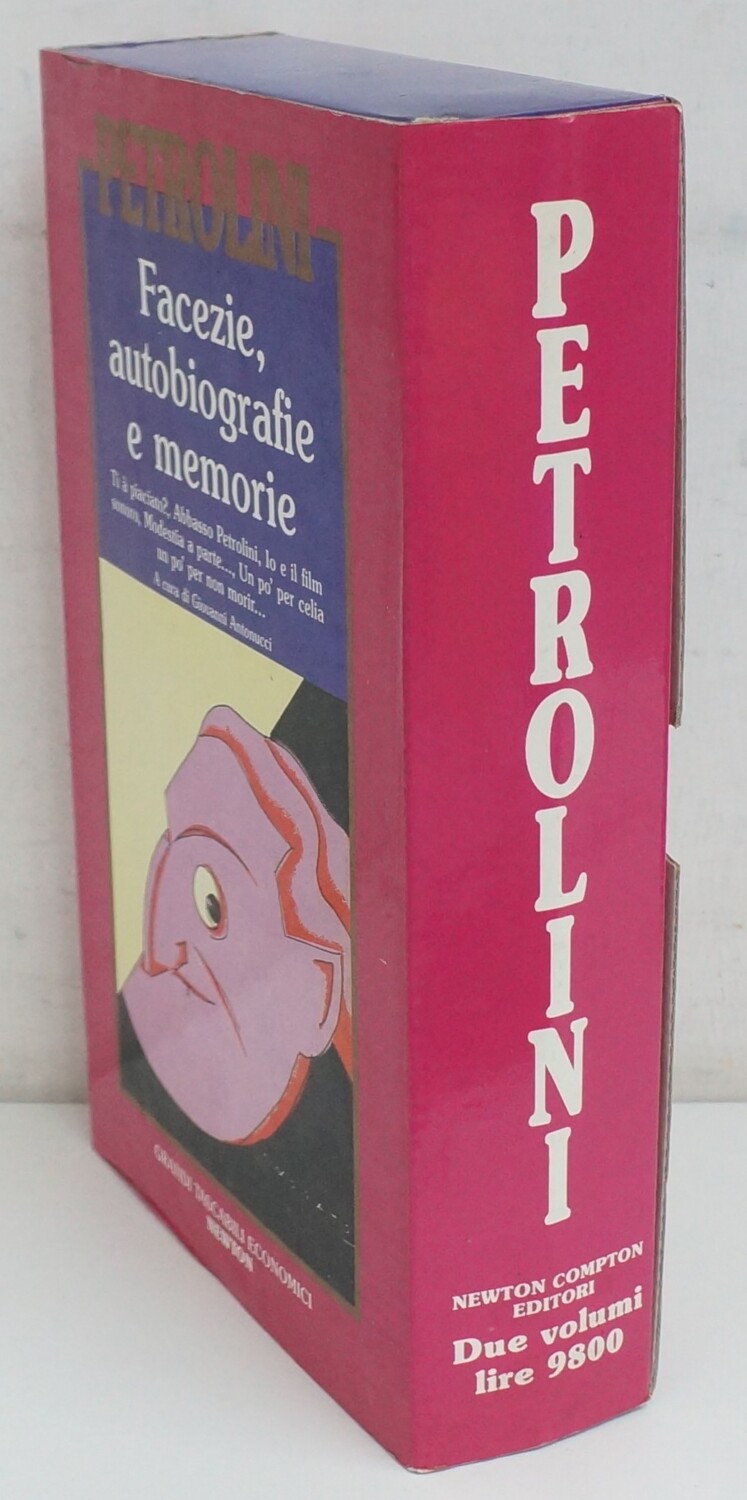 PETROLINI
Facezie,
autobiografie
e memorie
Ti à piaciato?, Abbasso Petrolini, Io e il film
sonoro, Modestia a parte..., Un po' per celia
un po' per non morir...
A cura di Giovanni Antonucci
GRANDI TASCABILI ECONOMICI
NEWTON
PETROLINI
NEWTON COMPTON
EDITORI
Due volumi
lire 9800